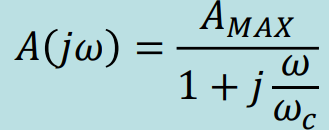 A(jω) = A_MAX / (1 + j ω/ω_c)